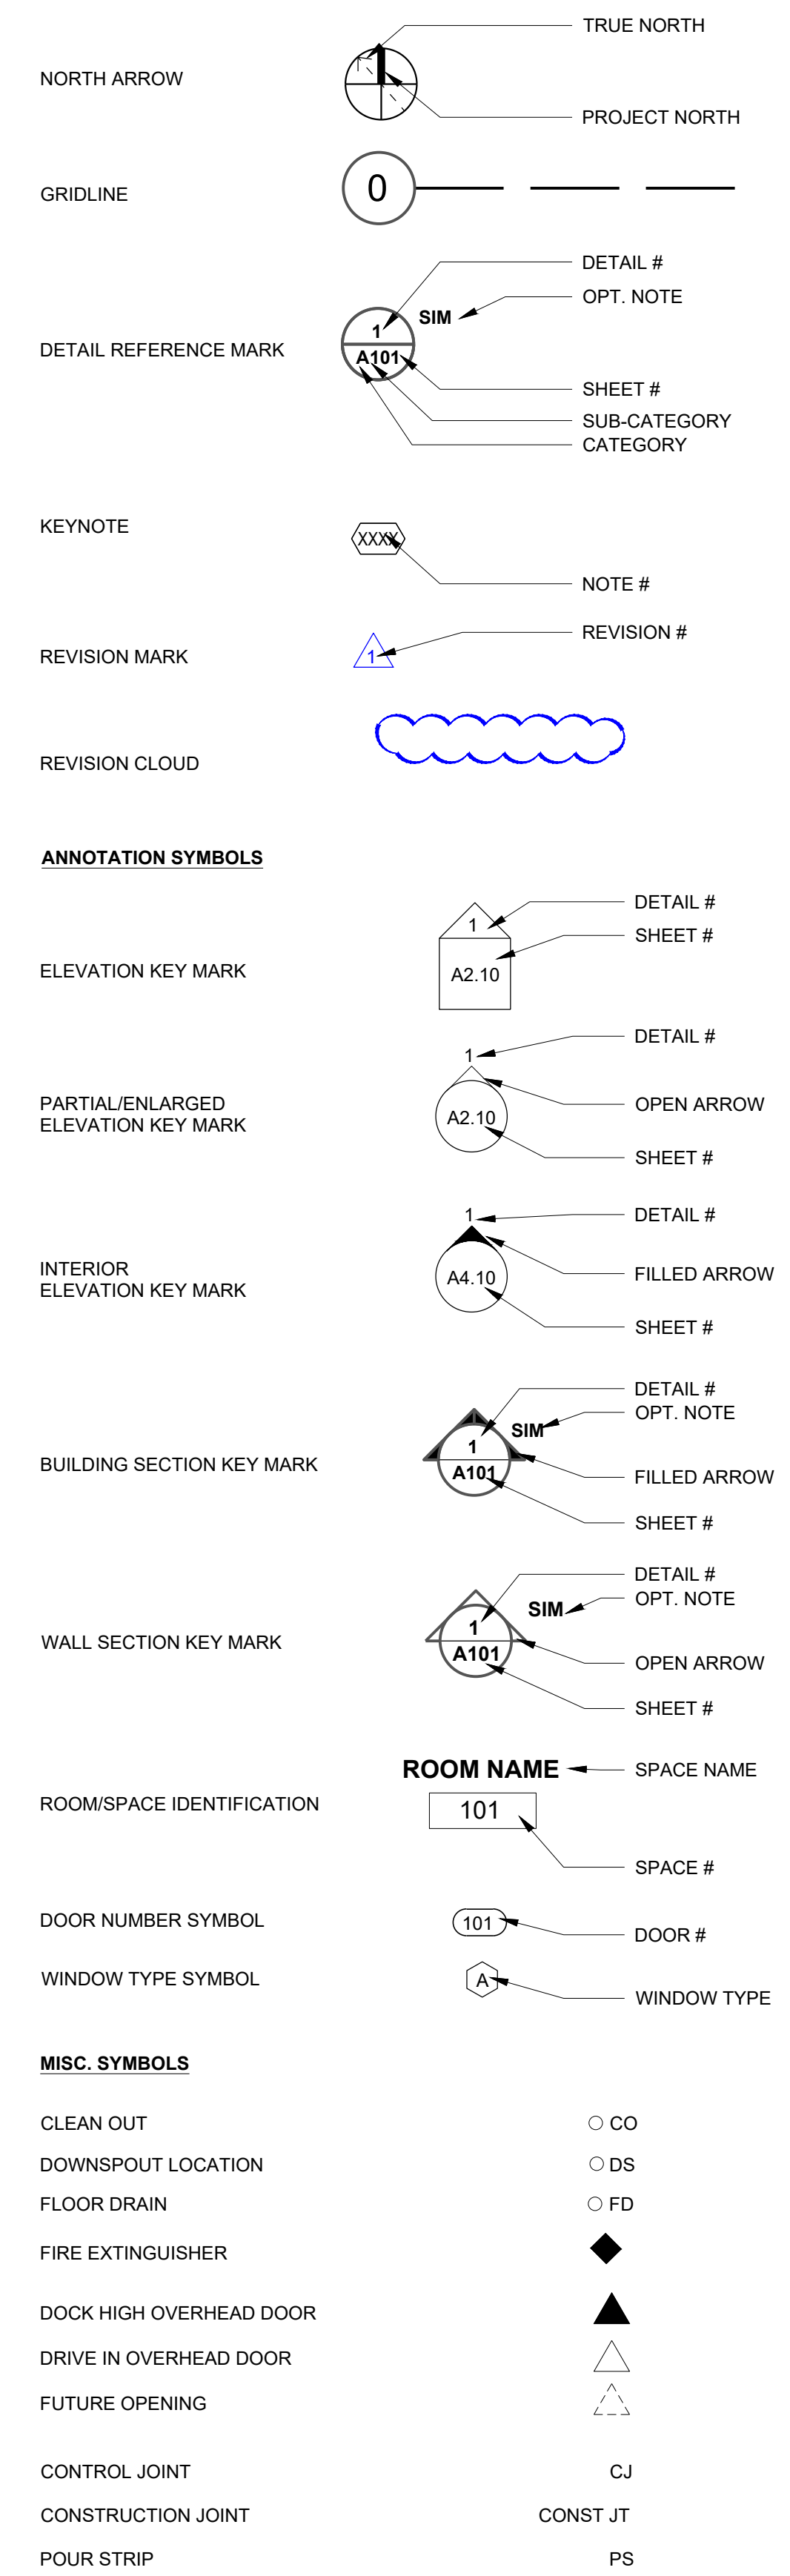 TRUE NORTH
NORTH ARROW
PROJECT NORTH
GRIDLINE
0
DETAIL #
OPT. NOTE
SIM
1
DETAIL REFERENCE MARK
A101
SHEET #
SUB-CATEGORY
CATEGORY
KEYNOTE
XXXX
NOTE #
REVISION #
REVISION MARK
1
REVISION CLOUD
ANNOTATION SYMBOLS
DETAIL #
1
SHEET #
ELEVATION KEY MARK
A2.10
DETAIL #
1
PARTIAL/ENLARGED
ELEVATION KEY MARK
OPEN ARROW
A2.10
SHEET #
1
DETAIL #
INTERIOR
ELEVATION KEY MARK
FILLED ARROW
A4.10
SHEET #
DETAIL #
OPT. NOTE
SIM
1
BUILDING SECTION KEY MARK
A101
FILLED ARROW
SHEET #
DETAIL #
OPT. NOTE
SIM
1
WALL SECTION KEY MARK
A101
OPEN ARROW
SHEET #
ROOM NAME
SPACE NAME
ROOM/SPACE IDENTIFICATION
101
SPACE #
DOOR NUMBER SYMBOL
101
DOOR #
WINDOW TYPE SYMBOL
A
WINDOW TYPE
MISC. SYMBOLS
CLEAN OUT
CO
DOWNSPOUT LOCATION
DS
FLOOR DRAIN
FD
FIRE EXTINGUISHER
DOCK HIGH OVERHEAD DOOR
DRIVE IN OVERHEAD DOOR
FUTURE OPENING
CONTROL JOINT
CJ
CONSTRUCTION JOINT
CONST JT
POUR STRIP
PS